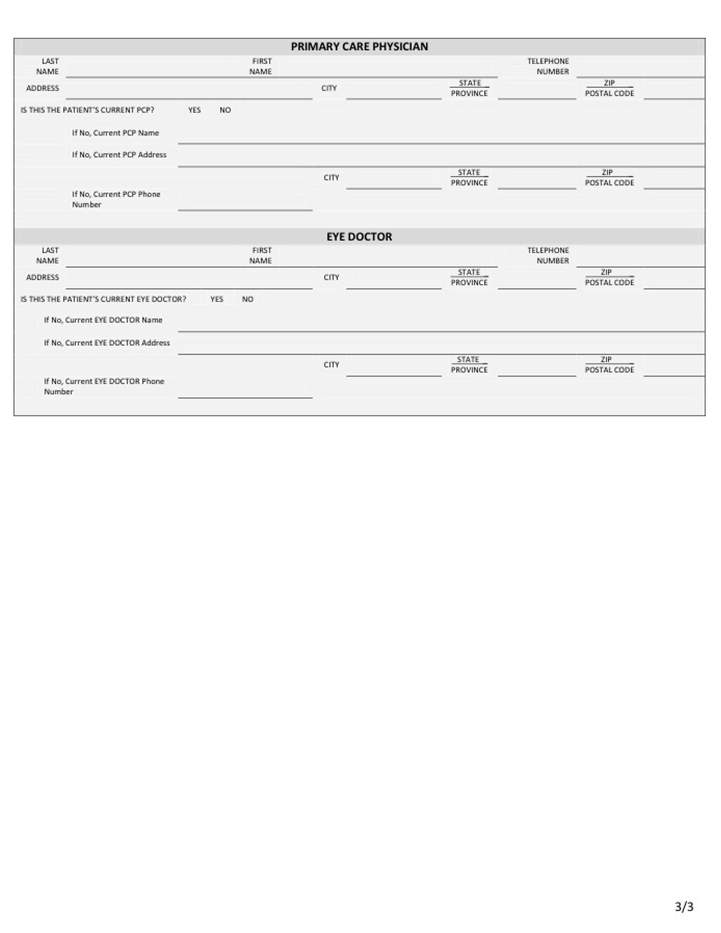 PRIMARY CARE PHYSICIAN
LAST NAME FIRST NAME TELEPHONE NUMBER
ADDRESS CITY STATE PROVINCE ZIP POSTAL CODE
IS THIS THE PATIENT'S CURRENT PCP? YES NO
If No, Current PCP Name
If No, Current PCP Address
CITY STATE PROVINCE ZIP POSTAL CODE
If No, Current PCP Phone Number
EYE DOCTOR
LAST NAME FIRST NAME TELEPHONE NUMBER
ADDRESS CITY STATE PROVINCE ZIP POSTAL CODE
IS THIS THE PATIENT'S CURRENT EYE DOCTOR? YES NO
If No, Current EYE DOCTOR Name
If No, Current EYE DOCTOR Address
CITY STATE PROVINCE ZIP POSTAL CODE
If No, Current EYE DOCTOR Phone Number
3/3